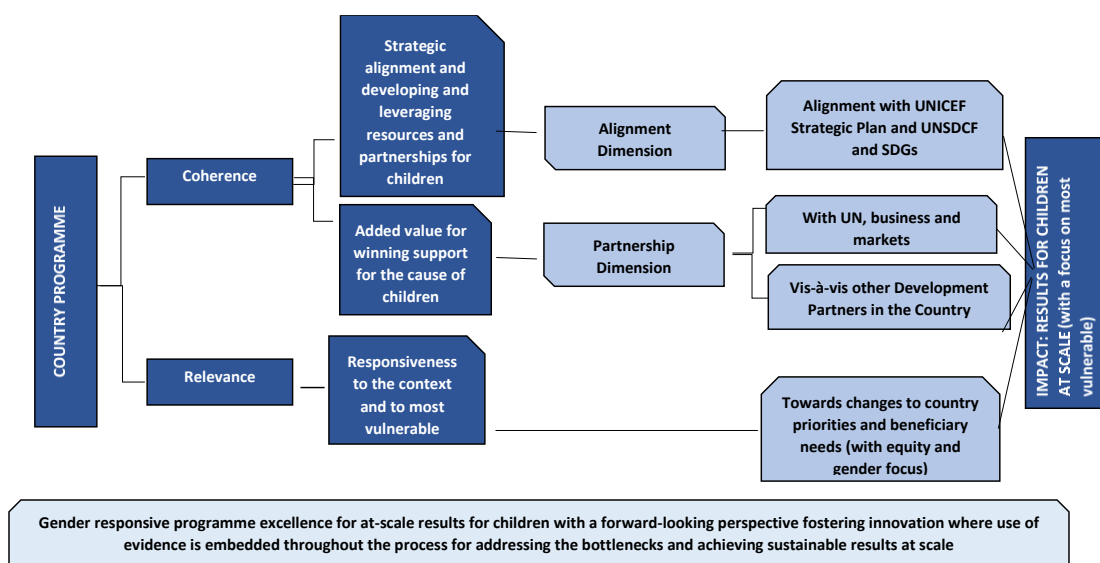 COUNTRY PROGRAMME
Coherence
Strategic
alignment and
developing and
leveraging
resources and
partnerships for
children
Alignment
Dimension
Alignment with UNICEF
Strategic Plan and UNSDCF
and SDGs
Added value for
winning support
for the cause of
children
Partnership
Dimension
With UN, business and
markets
Vis-à-vis other Development
Partners in the Country
Relevance
Responsiveness
to the context
and to most
vulnerable
Towards changes to country
priorities and beneficiary
needs (with equity and
gender focus)
IMPACT: RESULTS FOR CHILDREN
AT SCALE (with a focus on most
vulnerable)
Gender responsive programme excellence for at-scale results for children with a forward-looking perspective fostering innovation where use of
evidence is embedded throughout the process for addressing the bottlenecks and achieving sustainable results at scale